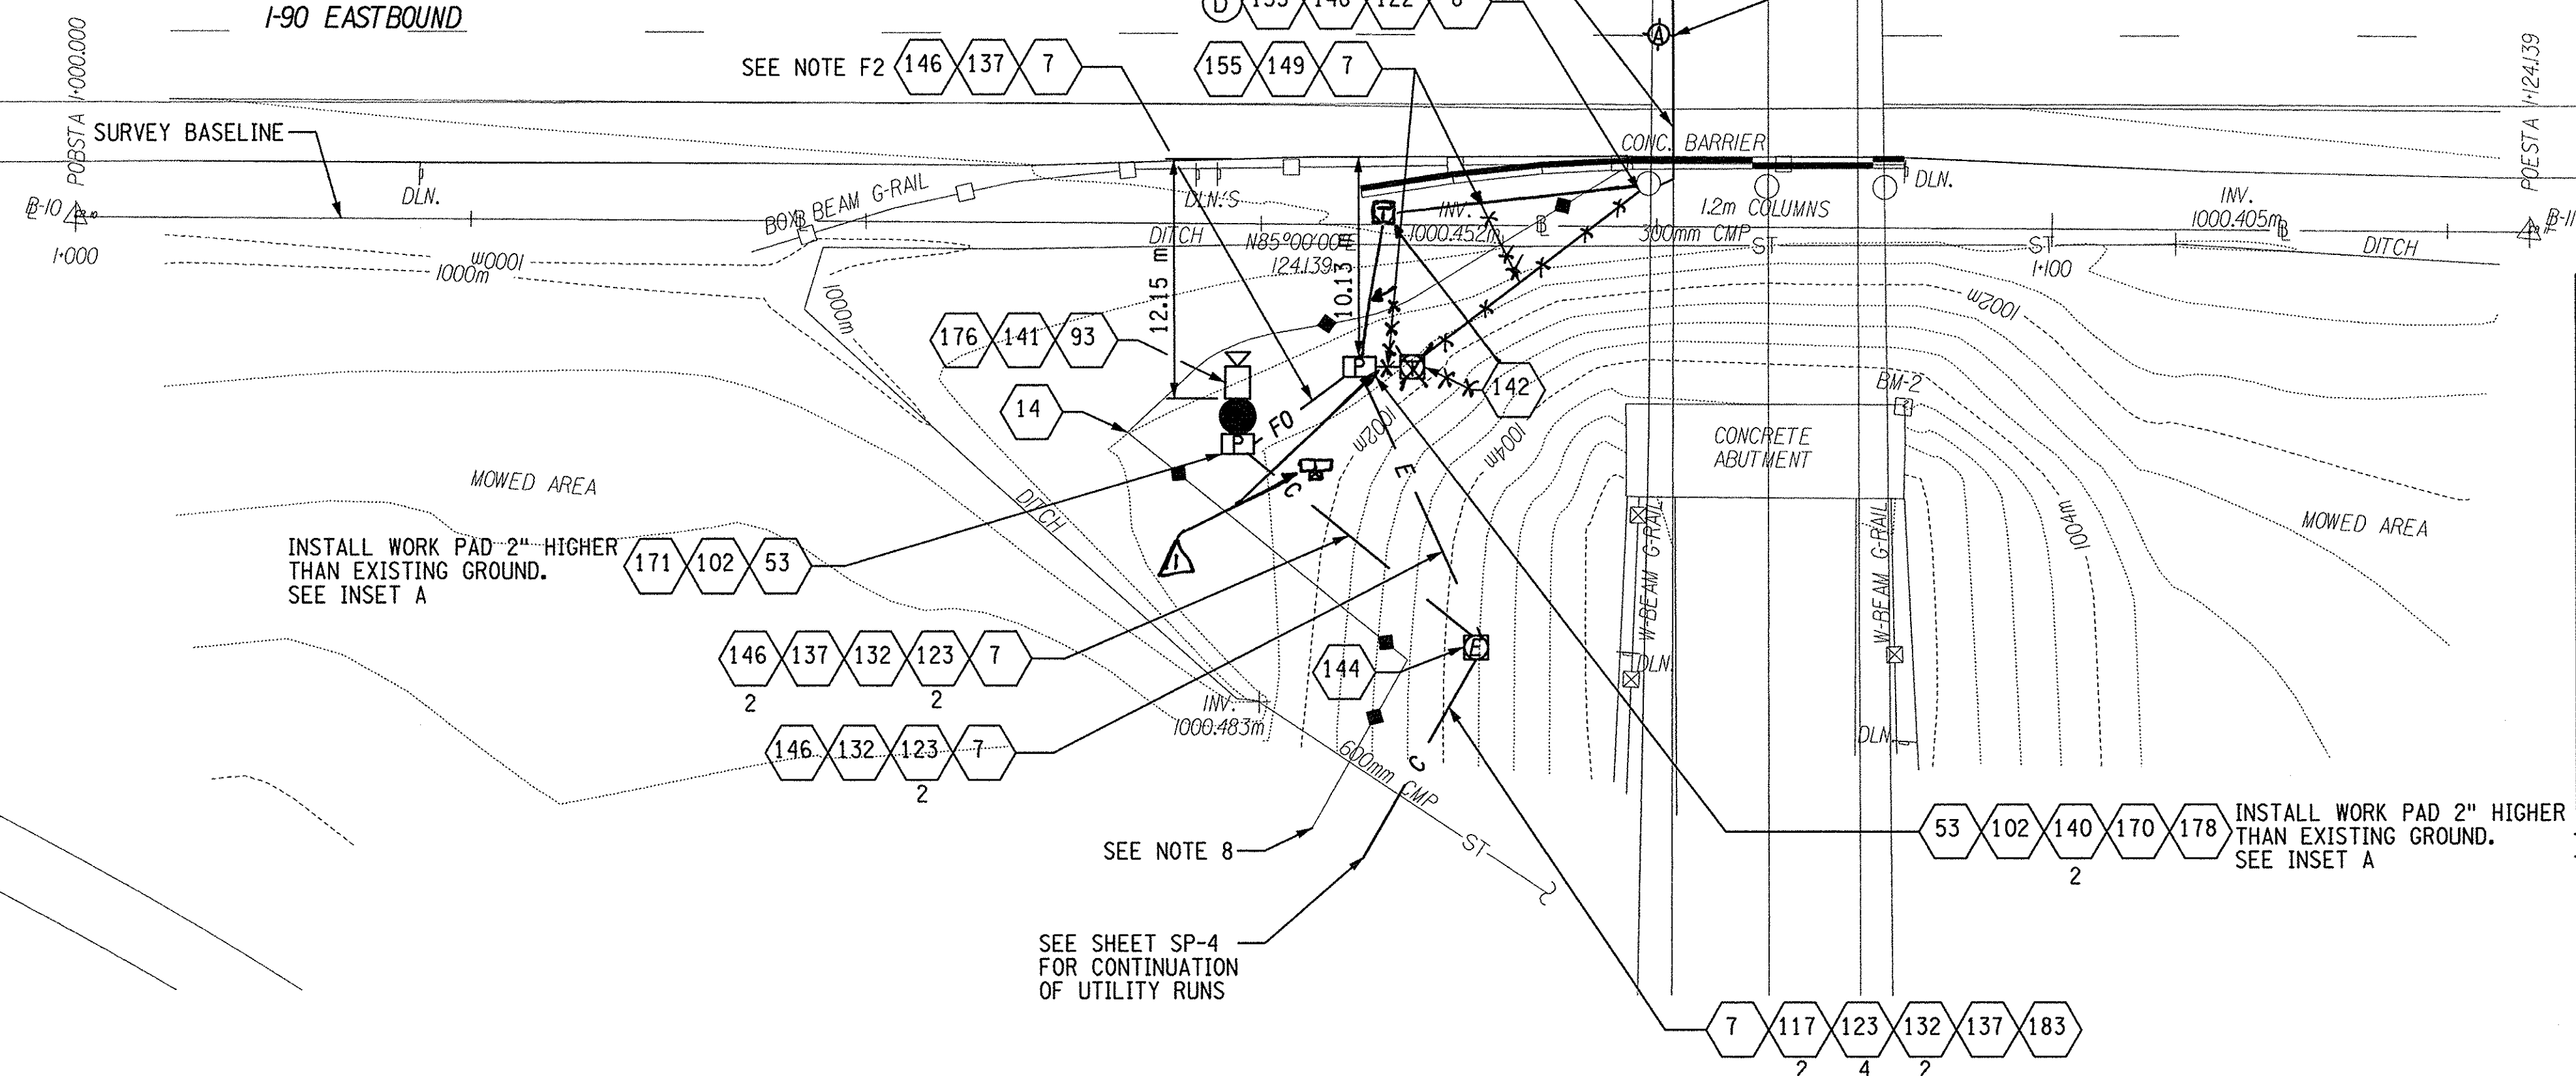 I-90 EASTBOUND
D 155 146 122 8
A
SEE NOTE F2 146 137 7
155 149 7
POBSTA 1+000.000
POESTA 1+124.139
SURVEY BASELINE
CONC. BARRIER
DLN.
BOX BEAM G-RAIL
DLN.'S
DLN.
B-10
1+000
T
INV.
1000.452m
1.2m COLUMNS
INV.
1000.405m
B-11
DITCH
N85°00'00"E
124.139
300mm CMP
ST
ST
1+100
DITCH
1000m
1000m
1000m
12.15 m
10.13 m
1002m
176 141 93
P
142
14
BM-2
P
FO
1002m
1004m
CONCRETE
ABUTMENT
MOWED AREA
C
E
DITCH
1004m
MOWED AREA
W-BEAM G-RAIL
W-BEAM G-RAIL
1
INSTALL WORK PAD 2" HIGHER
THAN EXISTING GROUND.
SEE INSET A
171 102 53
146 137 132 123 7
2 2
144
E
DLN.
INV.
1000.483m
146 132 123 7
2
DLN.
600mm CMP
C
ST
SEE NOTE 8
53 102 140 170 178
2
INSTALL WORK PAD 2" HIGHER
THAN EXISTING GROUND.
SEE INSET A
SEE SHEET SP-4
FOR CONTINUATION
OF UTILITY RUNS
7 117 123 132 137 183
2 4 2